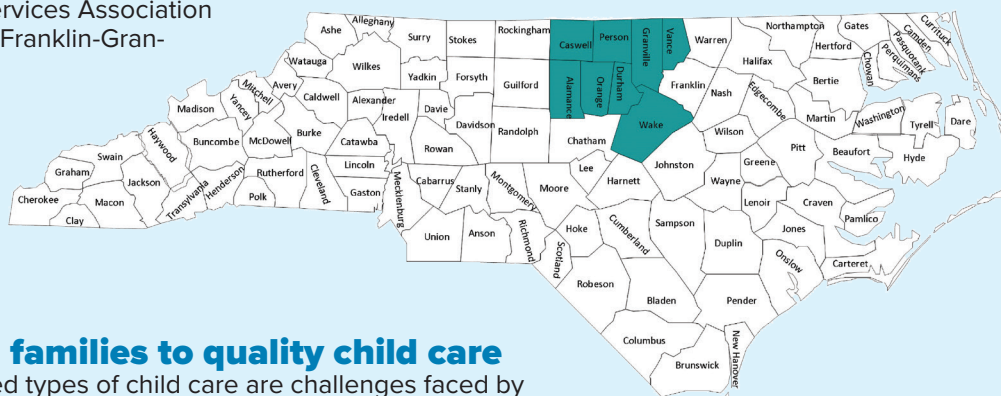 ervices Association
Franklin-Gran-
Ashe
Alleghany
Surry
Stokes
Rockingham
Caswell
Person
Granville
Vance
Warren
Northampton
Gates
Currituck
Camden
Pasquotank
Perquimans
Hertford
Chowan
Halifax
Bertie
Watauga
Wilkes
Yadkin
Forsyth
Guilford
Alamance
Orange
Durham
Franklin
Nash
Edgecombe
Martin
Washington
Tyrrell
Dare
Mitchell
Avery
Yancey
Caldwell
Alexander
Iredell
Davie
Davidson
Randolph
Chatham
Wake
Wilson
Pitt
Beaufort
Hyde
Madison
Buncombe
McDowell
Burke
Catawba
Rowan
Haywood
Swain
Graham
Jackson
Cherokee
Macon
Clay
Transylvania
Henderson
Rutherford
Polk
Cleveland
Lincoln
Gaston
Mecklenburg
Cabarrus
Stanly
Montgomery
Moore
Lee
Harnett
Johnston
Wayne
Greene
Lenoir
Craven
Pamlico
Jones
Union
Anson
Richmond
Scotland
Hoke
Cumberland
Sampson
Duplin
Onslow
Carteret
Robeson
Bladen
Pender
Columbus
Brunswick
New Hanover
families to quality child care
ed types of child care are challenges faced by